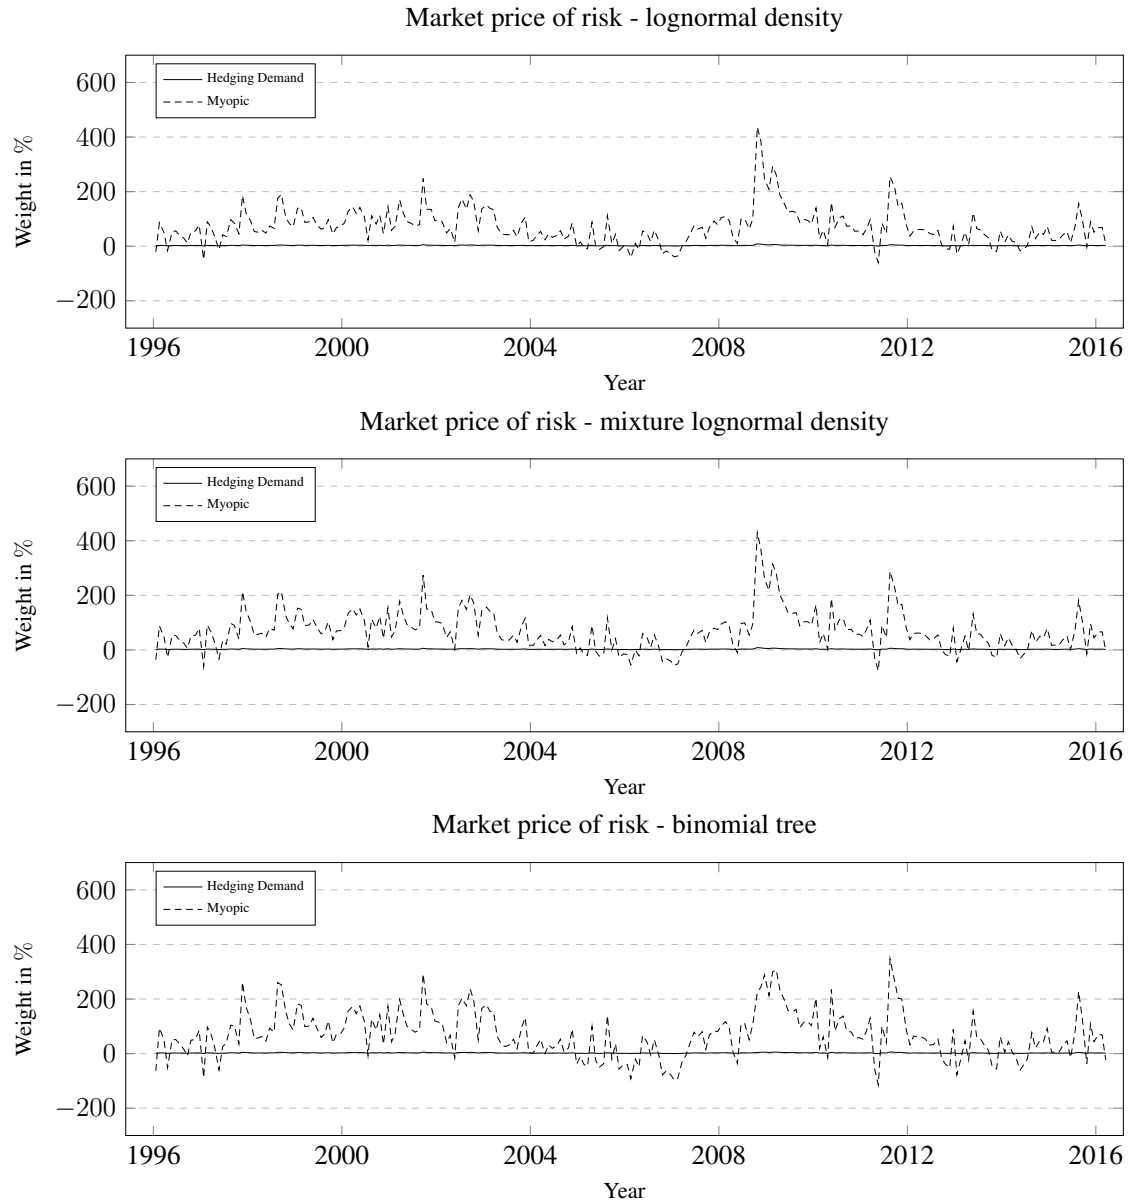 Market price of risk - lognormal density
Weight in %
600
400
200
0
−200
Hedging Demand
Myopic
1996 2000 2004 2008 2012 2016
Year
Market price of risk - mixture lognormal density
Weight in %
600
400
200
0
−200
Hedging Demand
Myopic
1996 2000 2004 2008 2012 2016
Year
Market price of risk - binomial tree
Weight in %
600
400
200
0
−200
Hedging Demand
Myopic
1996 2000 2004 2008 2012 2016
Year